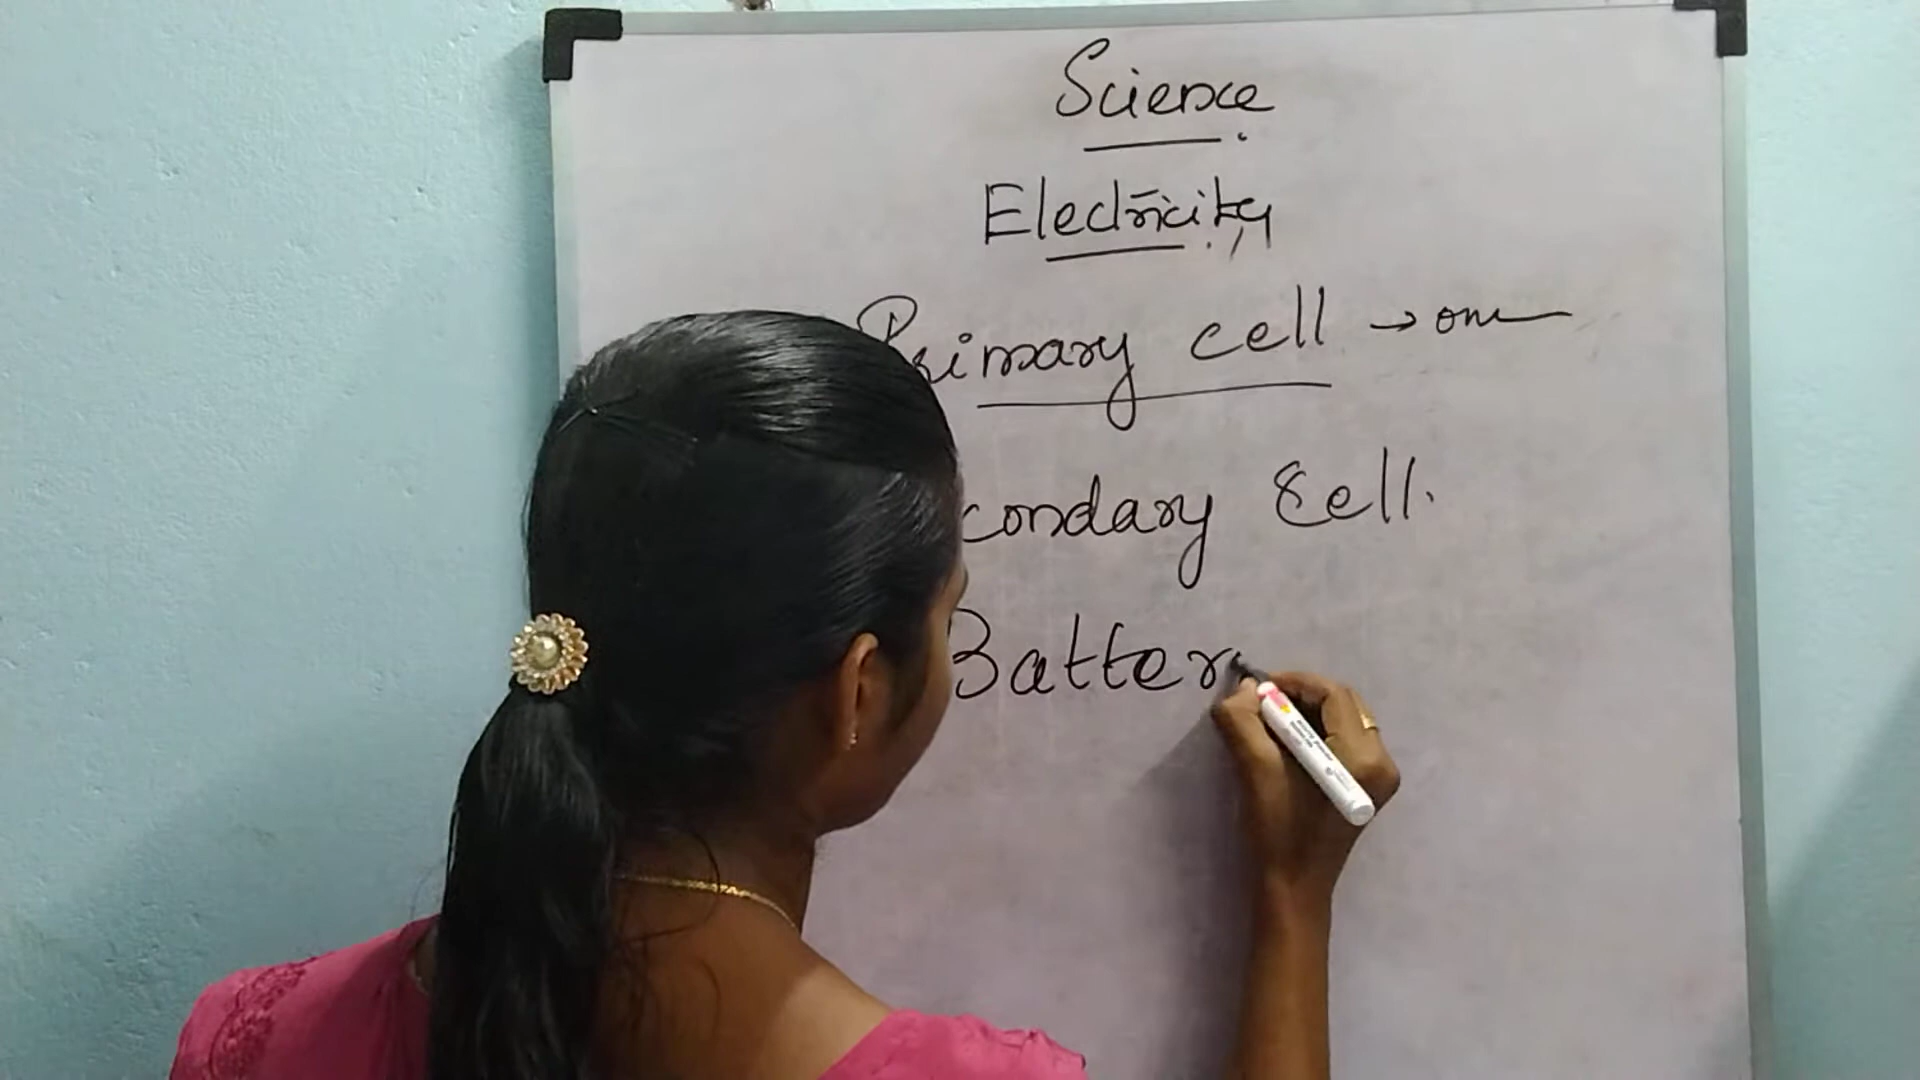 Science
Electricity
Primary cell → one
condary Cell.
Batter